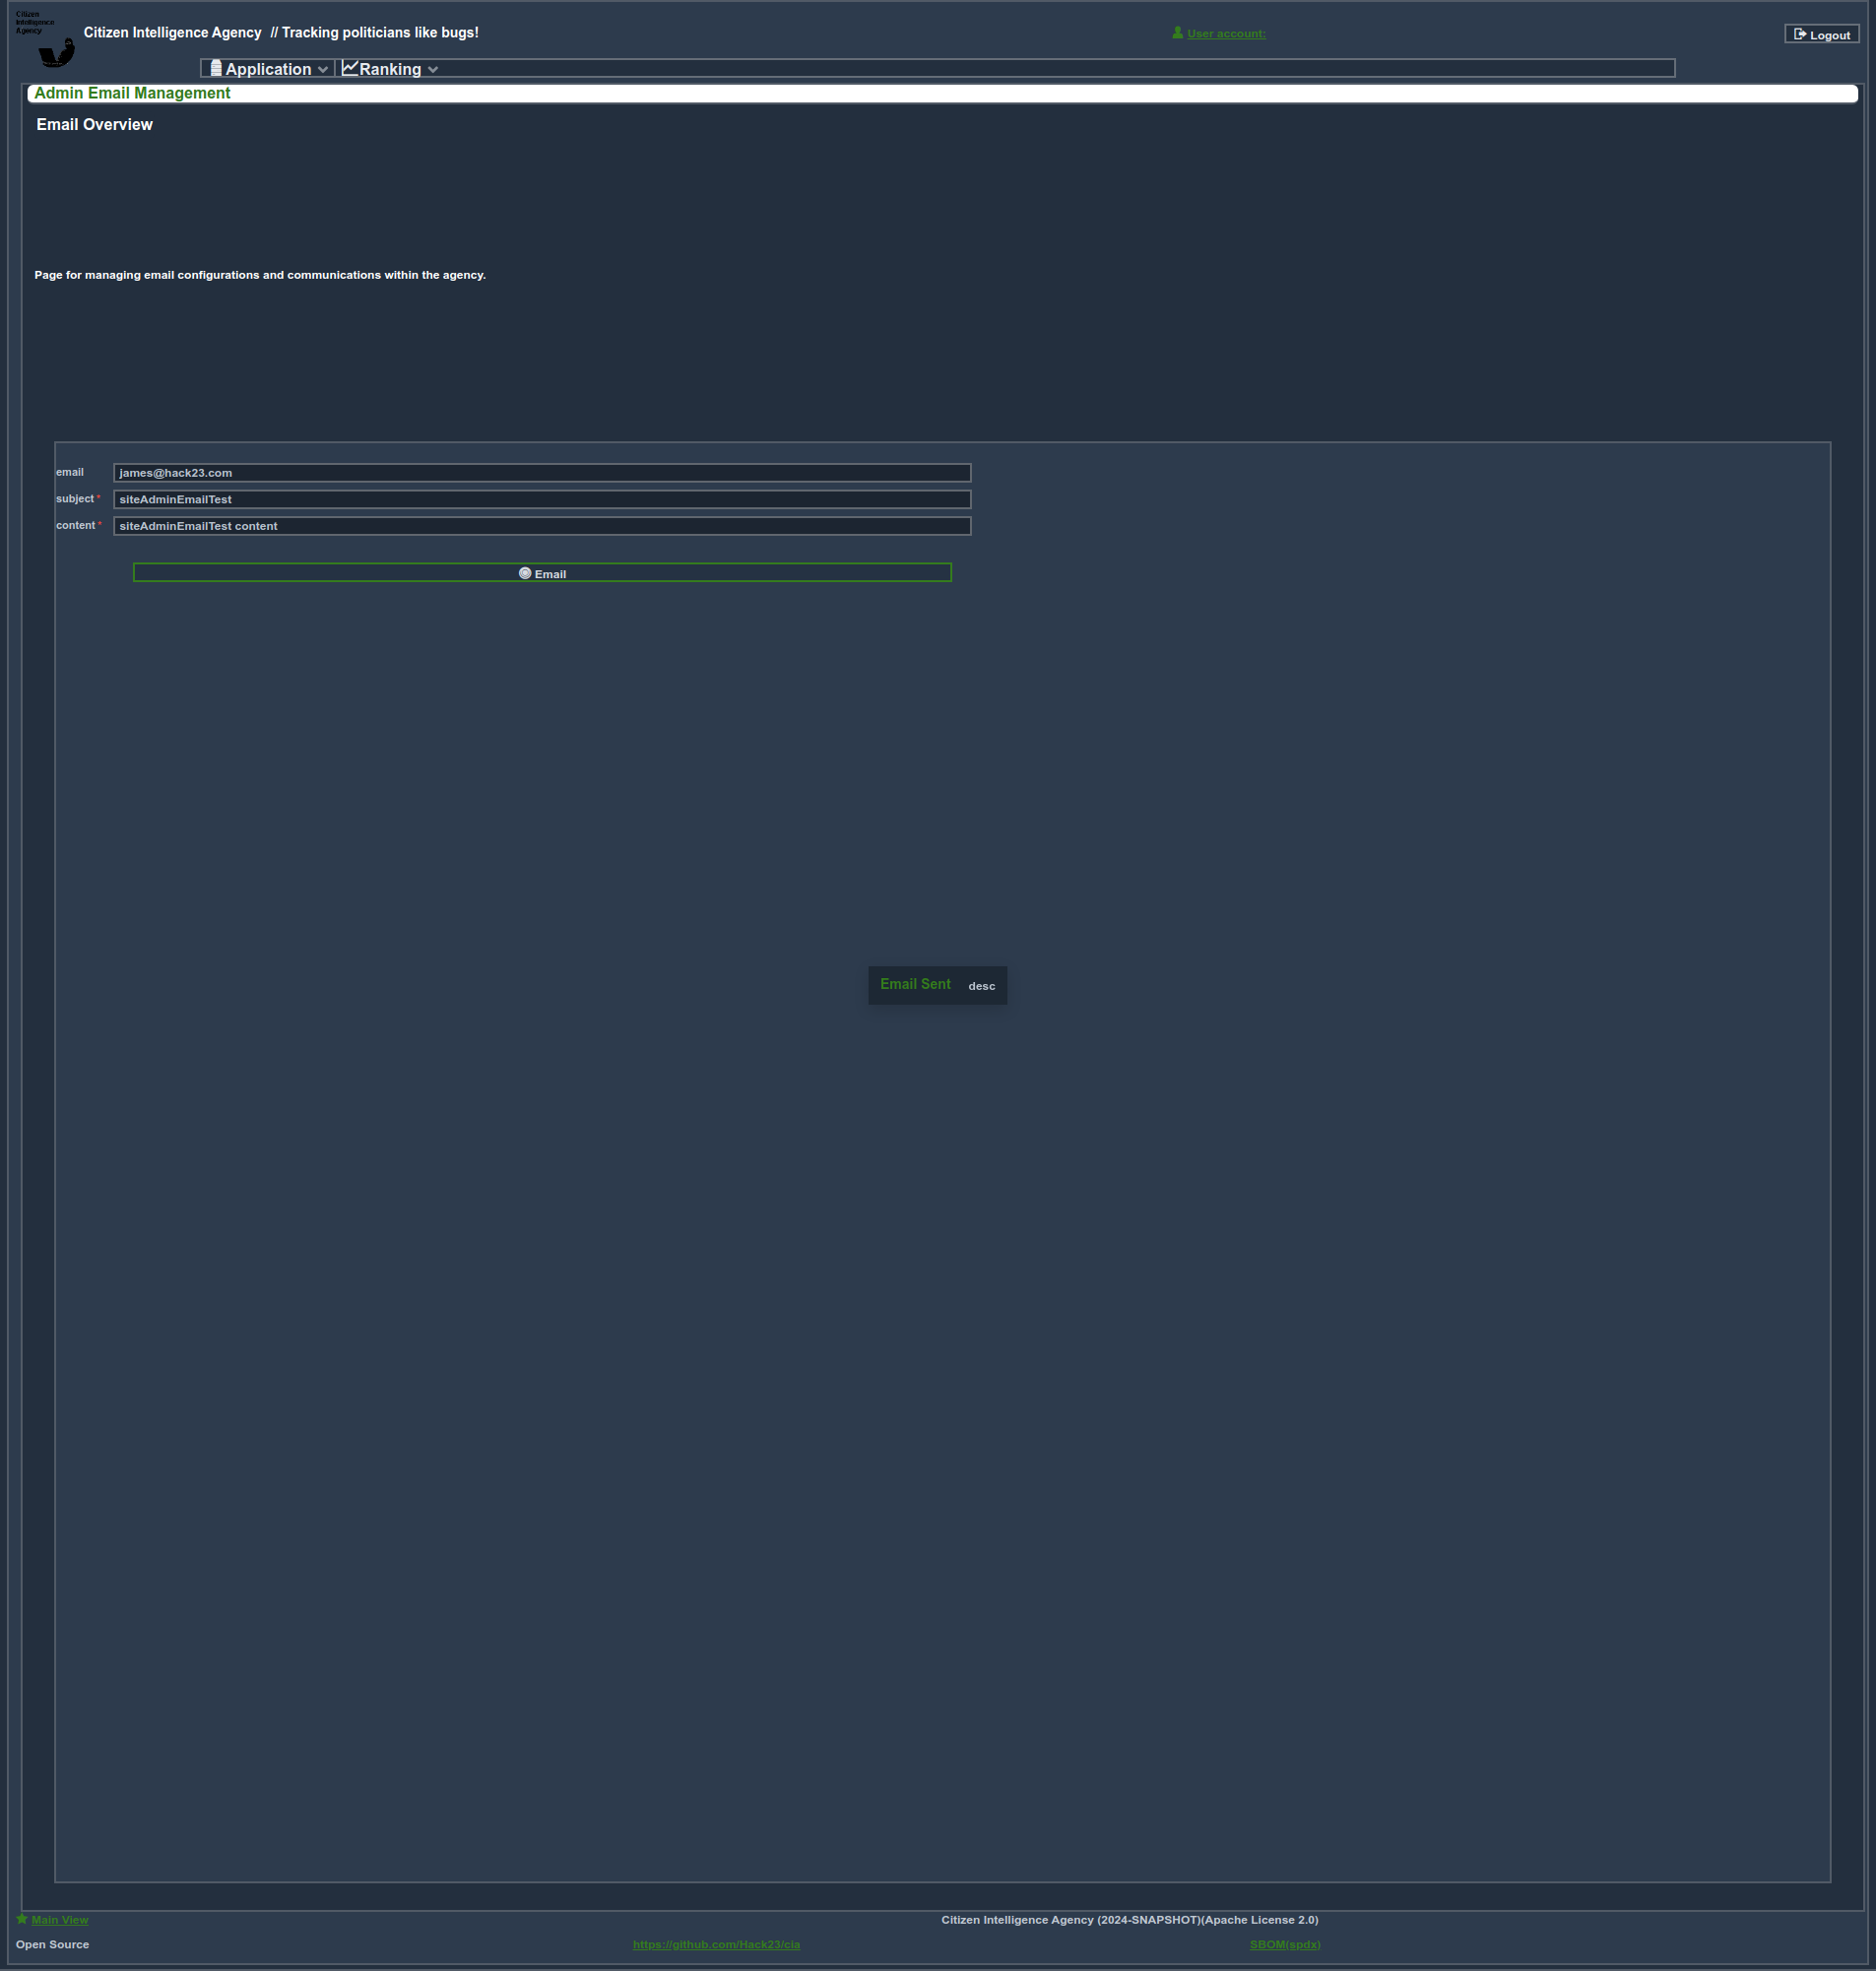 Citizen
Intelligence
Agency
Citizen Intelligence Agency // Tracking politicians like bugs!
User account:
Logout
Application
Ranking
Admin Email Management
Email Overview
Page for managing email configurations and communications within the agency.
email james@hack23.com
subject * siteAdminEmailTest
content * siteAdminEmailTest content
Email
Email Sent desc
Main View
Citizen Intelligence Agency (2024-SNAPSHOT)(Apache License 2.0)
Open Source
https://github.com/Hack23/cia
SBOM(spdx)